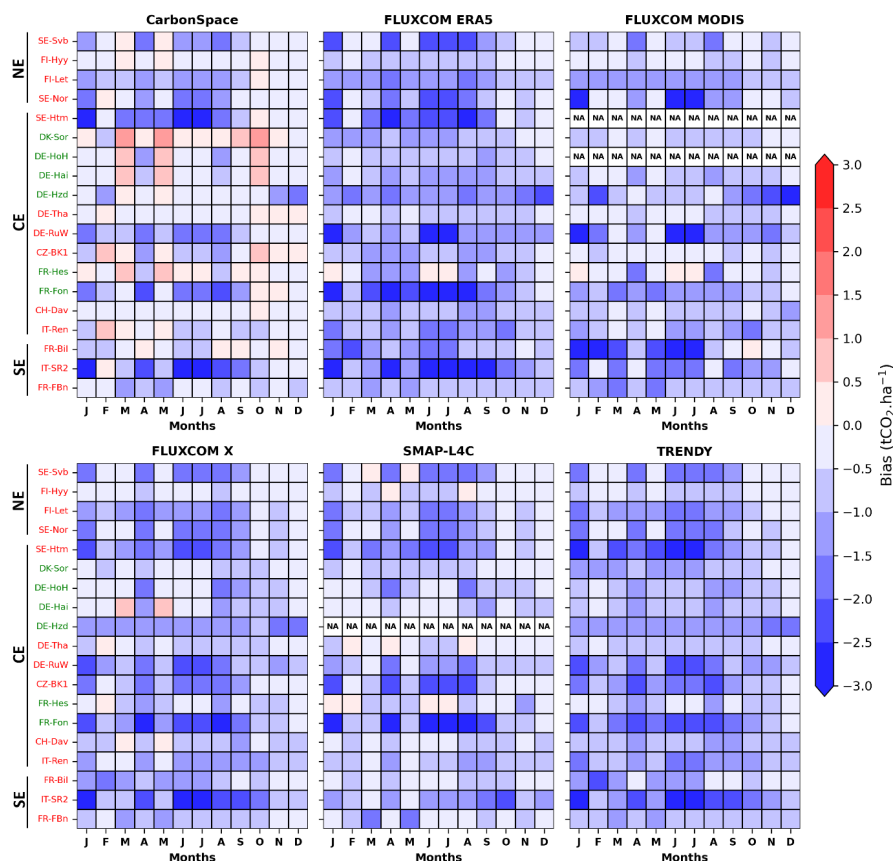 CarbonSpace FLUXCOM ERA5 FLUXCOM MODIS
NE
SE-Svb
FI-Hyy
FI-Let
SE-Nor
CE
SE-Htm NA NA NA NA NA NA NA NA NA NA NA NA
DK-Sor
DE-HoH NA NA NA NA NA NA NA NA NA NA NA NA
DE-Hai
DE-Hzd
DE-Tha
DE-RuW
CZ-BK1
FR-Hes
FR-Fon
CH-Dav
IT-Ren
SE
FR-Bil
IT-SR2
FR-FBn
J F M A M J J A S O N D J F M A M J J A S O N D J F M A M J J A S O N D
Months Months Months
FLUXCOM X SMAP-L4C TRENDY
NE
SE-Svb
FI-Hyy
FI-Let
SE-Nor
CE
SE-Htm
DK-Sor
DE-HoH
DE-Hai
DE-Hzd NA NA NA NA NA NA NA NA NA NA NA NA
DE-Tha
DE-RuW
CZ-BK1
FR-Hes
FR-Fon
CH-Dav
IT-Ren
SE
FR-Bil
IT-SR2
FR-FBn
J F M A M J J A S O N D J F M A M J J A S O N D J F M A M J J A S O N D
Months Months Months
3.0
2.5
2.0
1.5
1.0
0.5
0.0
−0.5
−1.0
−1.5
−2.0
−2.5
−3.0
Bias (tCO₂.ha⁻¹)